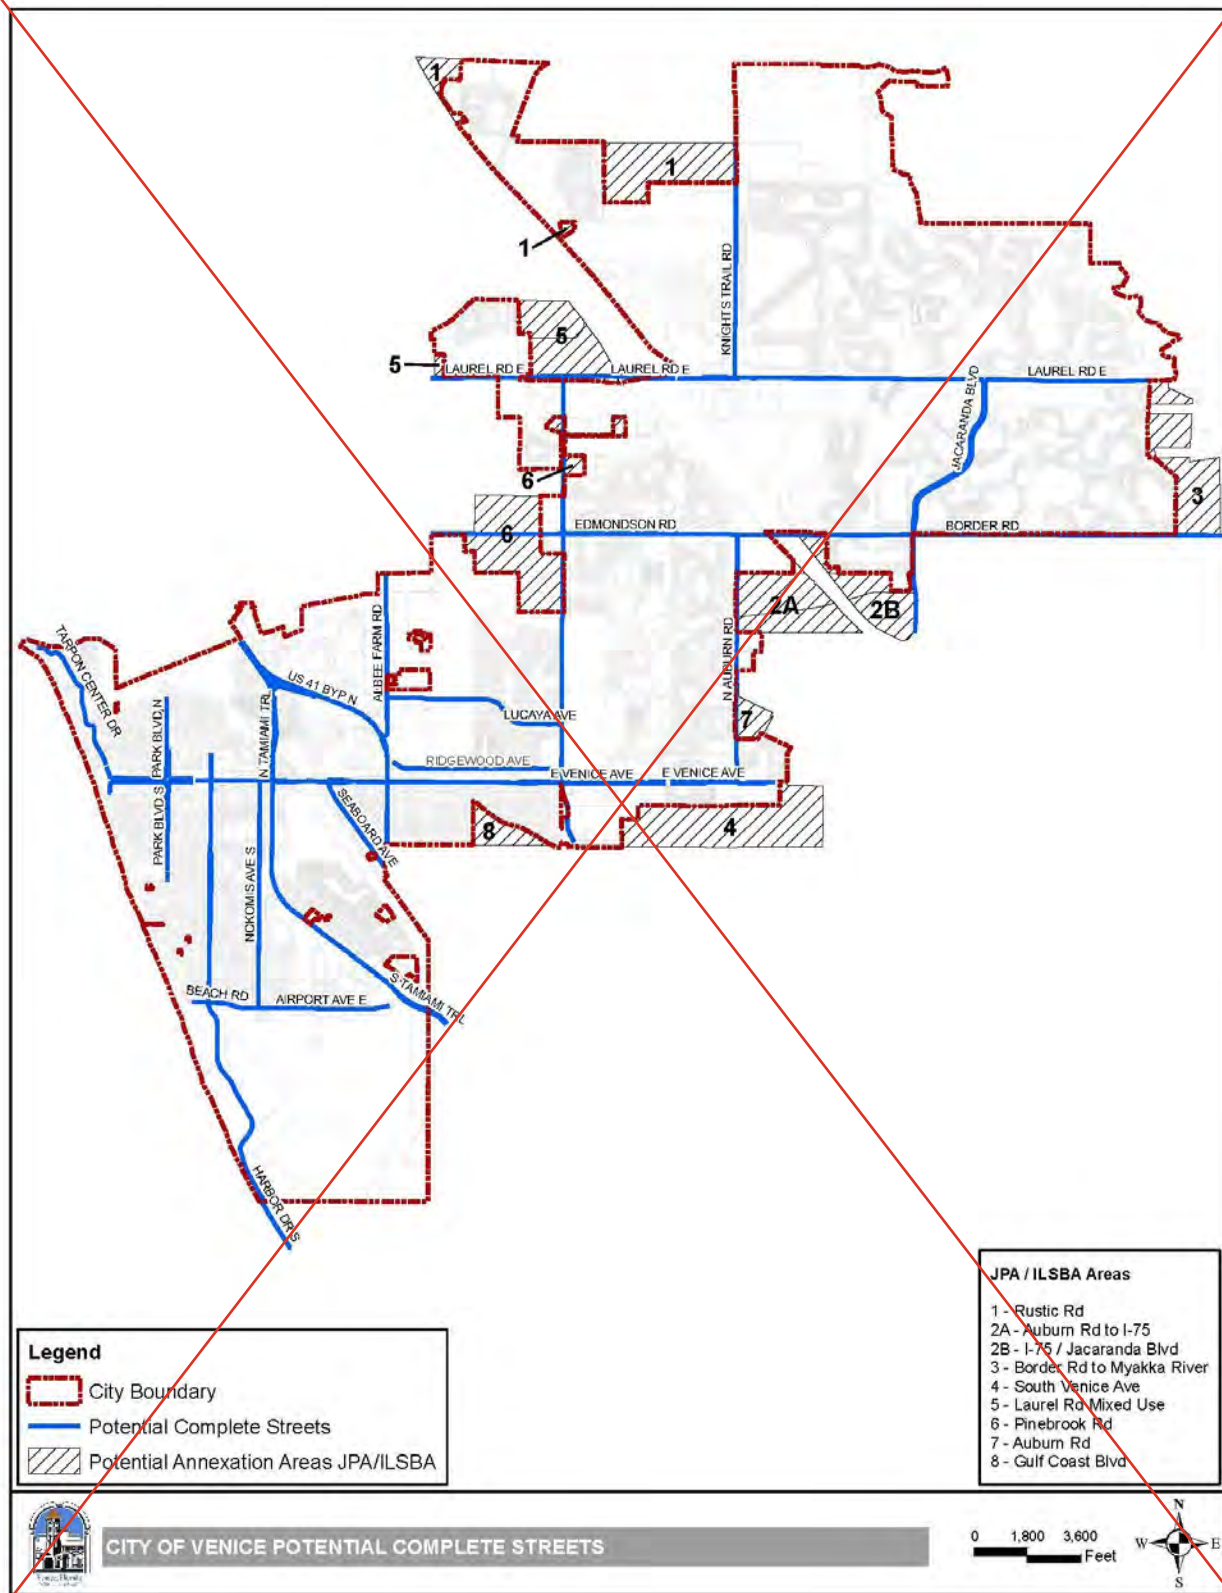 1
1
1
KNIGHTS TRAIL RD
5
5
LAUREL RD E
LAUREL RD E
LAUREL RD E
JACARANDA BLVD
6
3
6
EDMONDSON RD
BORDER RD
2A
2B
TARPON CENTER DR
ALBEE FARM RD
N AUBURN RD
US 41 BYP N
N TAMIAMI TRL
PARK BLVD N
LUCAYA AVE
7
RIDGEWOOD AVE
E VENICE AVE
E VENICE AVE
PARK BLVD S
SEABOARD AVE
8
4
NOKOMIS AVE S
BEACH RD
AIRPORT AVE E
S TAMIAMI TRL
HARBOR DR S
JPA / ILSBA Areas
1 - Rustic Rd
2A - Auburn Rd to I-75
2B - I-75 / Jacaranda Blvd
3 - Border Rd to Myakka River
4 - South Venice Ave
5 - Laurel Rd Mixed Use
6 - Pinebrook Rd
7 - Auburn Rd
8 - Gulf Coast Blvd
Legend
City Boundary
Potential Complete Streets
Potential Annexation Areas JPA/ILSBA
CITY OF VENICE POTENTIAL COMPLETE STREETS
0 1,800 3,600
Feet
N
W E
S